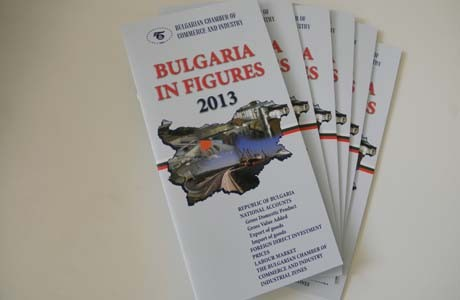 BULGARIAN CHAMBER OF
COMMERCE AND INDUSTRY
BULGARIA
IN FIGURES
2013
REPUBLIC OF BULGARIA
NATIONAL ACCOUNTS
Gross Domestic Product
Gross Value Added
Export of goods
Import of goods
FOREIGN DIRECT INVESTMENT
PRICES
LABOUR MARKET
THE BULGARIAN CHAMBER OF
COMMERCE AND INDUSTRY
INDUSTRIAL ZONES